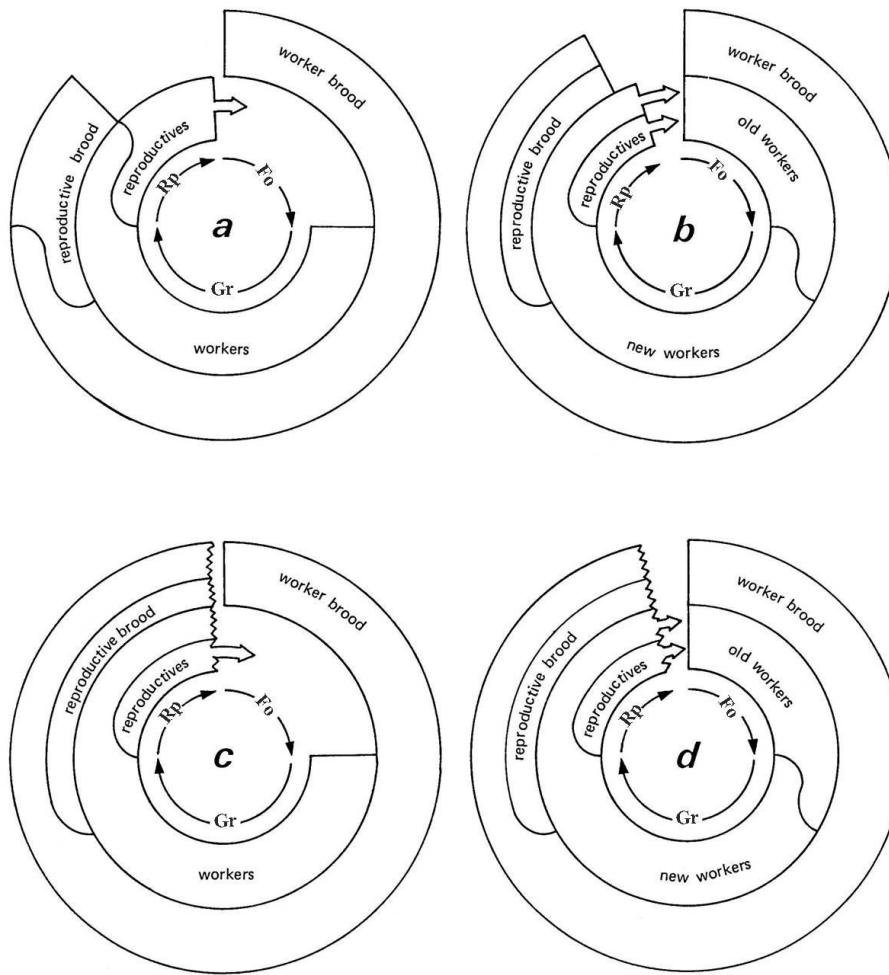 worker brood
reproductive brood
reproductives
Rp
Fo
a
Gr
workers
worker brood
old workers
reproductive brood
reproductives
Rp
Fo
b
Gr
new workers
worker brood
reproductive brood
reproductives
Rp
Fo
c
Gr
workers
worker brood
old workers
reproductive brood
reproductives
Rp
Fo
d
Gr
new workers